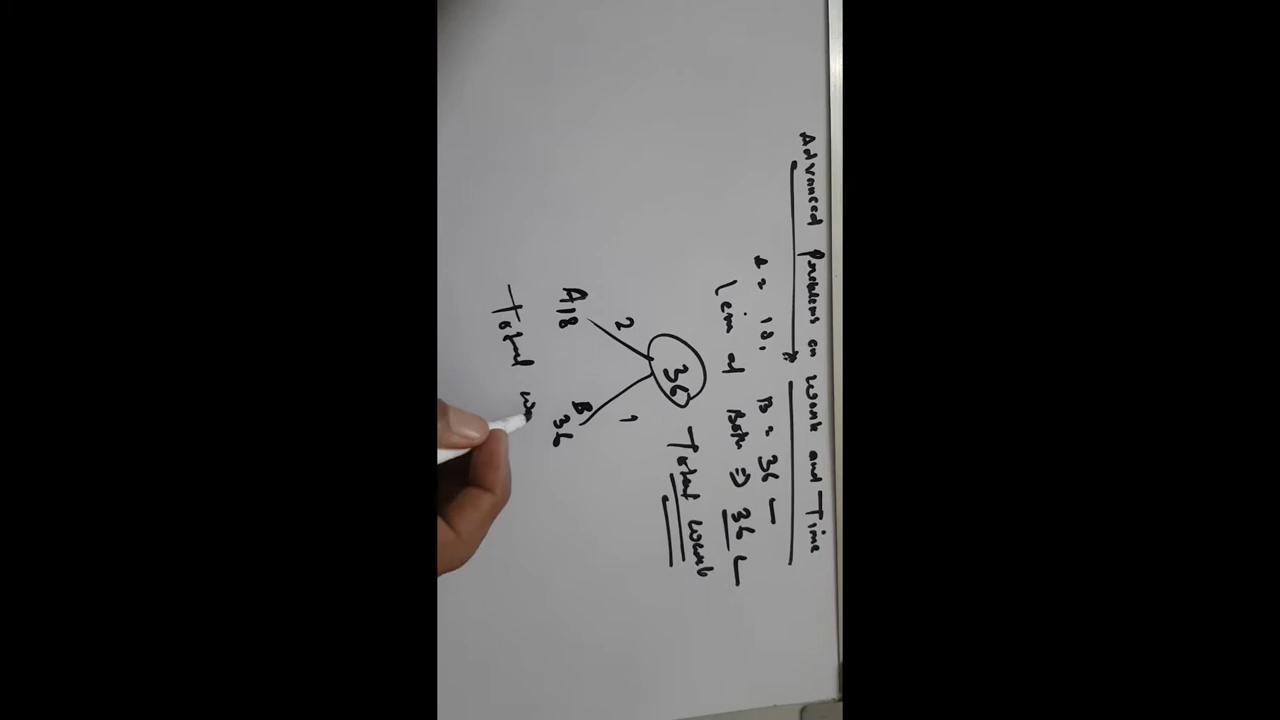 Advanced Problems on Work and Time
A = 18, B = 36
Lcm of Both ⇒ 36
36 Total work
2 1
A B
18 36
Total wo